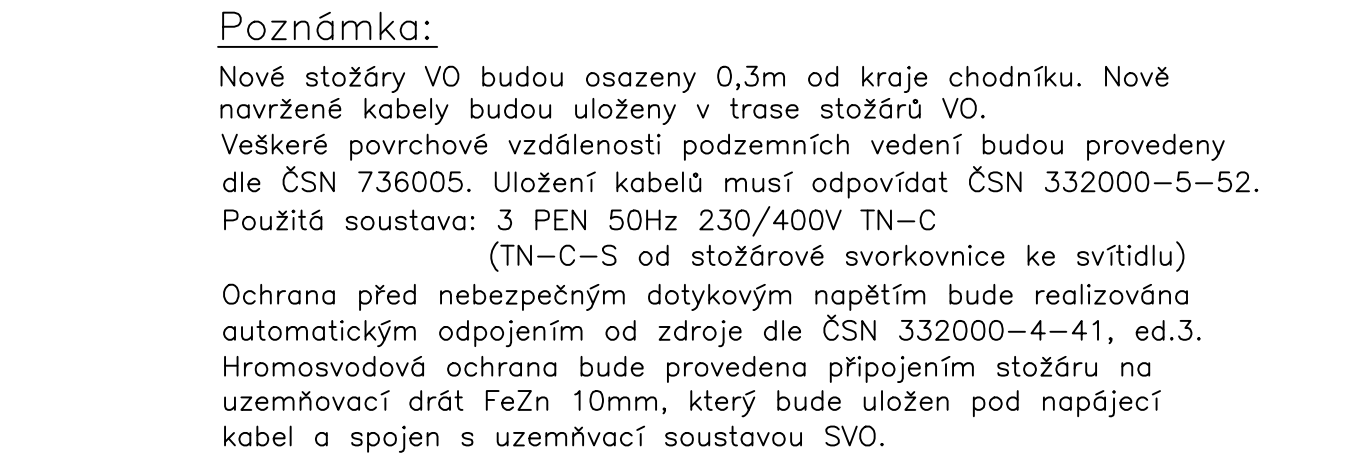 Poznámka:
Nové stožáry VO budou osazeny 0,3m od kraje chodníku. Nově
navržené kabely budou uloženy v trase stožárů VO.
Veškeré povrchové vzdálenosti podzemních vedení budou provedeny
dle ČSN 736005. Uložení kabelů musí odpovídat ČSN 332000-5-52.
Použitá soustava: 3 PEN 50Hz 230/400V TN-C
(TN-C-S od stožárové svorkovnice ke svítidlu)
Ochrana před nebezpečným dotykovým napětím bude realizována
automatickým odpojením od zdroje dle ČSN 332000-4-41, ed.3.
Hromosvodová ochrana bude provedena připojením stožáru na
uzemňovací drát FeZn 10mm, který bude uložen pod napájecí
kabel a spojen s uzemňvací soustavou SVO.